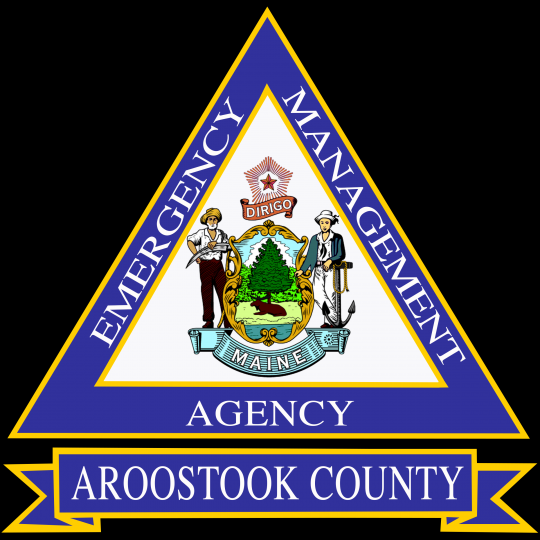 EMERGENCY
MANAGEMENT
DIRIGO
MAINE
AGENCY
AROOSTOOK COUNTY